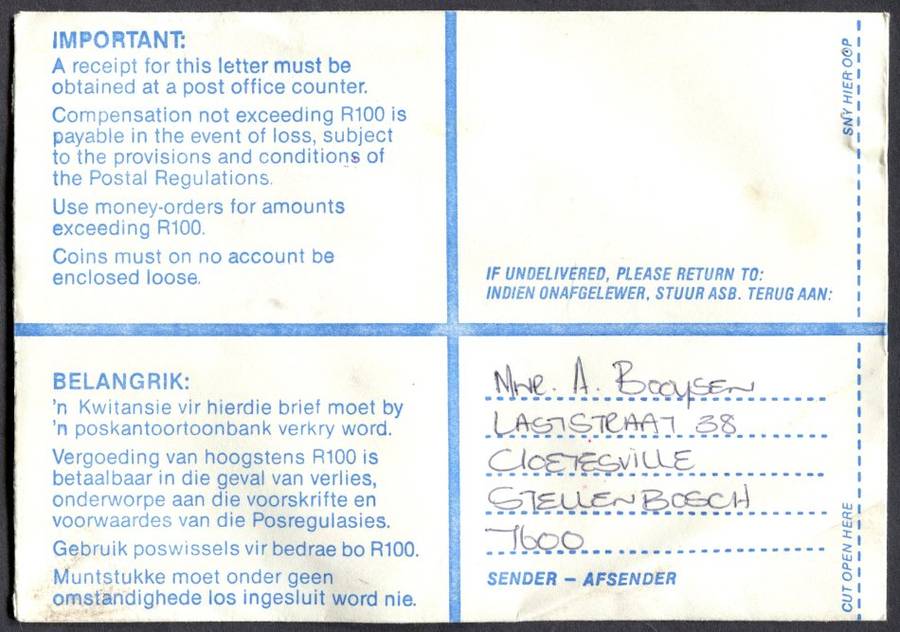 IMPORTANT:
A receipt for this letter must be
obtained at a post office counter.
Compensation not exceeding R100 is
payable in the event of loss, subject
to the provisions and conditions of
the Postal Regulations.
Use money-orders for amounts
exceeding R100.
Coins must on no account be
enclosed loose.
BELANGRIK:
'n Kwitansie vir hierdie brief moet by
'n poskantoortoonbank verkry word.
Vergoeding van hoogstens R100 is
betaalbaar in die geval van verlies,
onderworpe aan die voorskrifte en
voorwaardes van die Posregulasies.
Gebruik poswissels vir bedrae bo R100.
Muntstukke moet onder geen
omstandighede los ingesluit word nie.
IF UNDELIVERED, PLEASE RETURN TO:
INDIEN ONAFGELEWER, STUUR ASB. TERUG AAN:
Mnr. A. Booysen
LASTSTRAAT 38
CLOETESVILLE
STELLENBOSCH
7600
SENDER – AFSENDER
SNY HIER OOP
CUT OPEN HERE